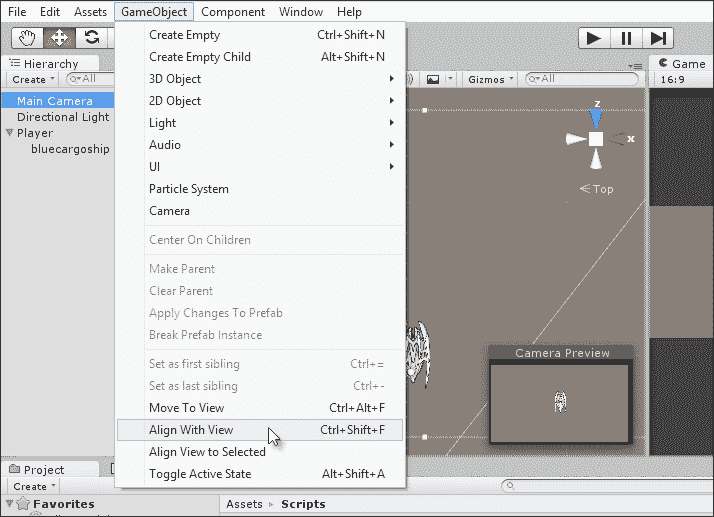 File Edit Assets GameObject Component Window Help
Hierarchy
Create All
Main Camera
Directional Light
Player
bluecargoship
Create Empty Ctrl+Shift+N
Create Empty Child Alt+Shift+N
3D Object
2D Object
Light
Audio
UI
Particle System
Camera
Center On Children
Make Parent
Clear Parent
Apply Changes To Prefab
Break Prefab Instance
Set as first sibling Ctrl+=
Set as last sibling Ctrl+-
Move To View Ctrl+Alt+F
Align With View Ctrl+Shift+F
Align View to Selected
Toggle Active State Alt+Shift+A
Gizmos All
z
x
Top
Camera Preview
Game
16:9
Project
Create
Favorites
Assets Scripts